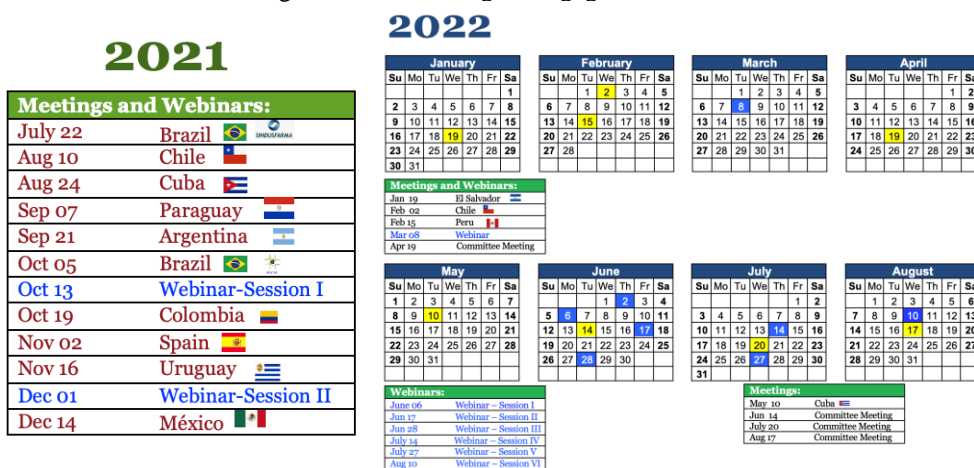 2021
Meetings and Webinars:
July 22 Brazil SINDUSFARMA
Aug 10 Chile
Aug 24 Cuba
Sep 07 Paraguay
Sep 21 Argentina
Oct 05 Brazil
Oct 13 Webinar-Session I
Oct 19 Colombia
Nov 02 Spain
Nov 16 Uruguay
Dec 01 Webinar-Session II
Dec 14 México
2022
January
Su Mo Tu We Th Fr Sa
1
2 3 4 5 6 7 8
9 10 11 12 13 14 15
16 17 18 19 20 21 22
23 24 25 26 27 28 29
30 31
February
Su Mo Tu We Th Fr Sa
1 2 3 4 5
6 7 8 9 10 11 12
13 14 15 16 17 18 19
20 21 22 23 24 25 26
27 28
March
Su Mo Tu We Th Fr Sa
1 2 3 4 5
6 7 8 9 10 11 12
13 14 15 16 17 18 19
20 21 22 23 24 25 26
27 28 29 30 31
April
Su Mo Tu We Th Fr Sa
1 2
3 4 5 6 7 8 9
10 11 12 13 14 15 16
17 18 19 20 21 22 23
24 25 26 27 28 29 30
Meetings and Webinars:
Jan 19 El Salvador
Feb 02 Chile
Feb 15 Peru
Mar 08 Webinar
Apr 19 Committee Meeting
May
Su Mo Tu We Th Fr Sa
1 2 3 4 5 6 7
8 9 10 11 12 13 14
15 16 17 18 19 20 21
22 23 24 25 26 27 28
29 30 31
June
Su Mo Tu We Th Fr Sa
1 2 3 4
5 6 7 8 9 10 11
12 13 14 15 16 17 18
19 20 21 22 23 24 25
26 27 28 29 30
July
Su Mo Tu We Th Fr Sa
1 2
3 4 5 6 7 8 9
10 11 12 13 14 15 16
17 18 19 20 21 22 23
24 25 26 27 28 29 30
31
August
Su Mo Tu We Th Fr Sa
1 2 3 4 5 6
7 8 9 10 11 12 13
14 15 16 17 18 19 20
21 22 23 24 25 26 27
28 29 30 31
Webinars:
June 06 Webinar – Session I
Jun 17 Webinar – Session II
Jun 28 Webinar – Session III
July 14 Webinar – Session IV
July 27 Webinar – Session V
Aug 10 Webinar – Session VI
Meetings:
May 10 Cuba
Jun 14 Committee Meeting
July 20 Committee Meeting
Aug 17 Committee Meeting